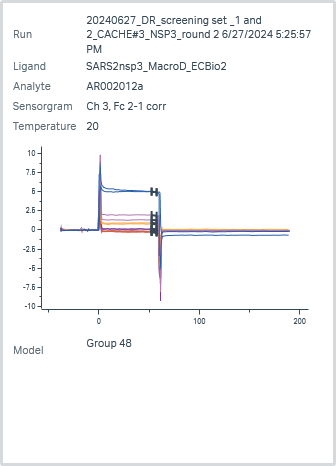 Run 20240627_DR_screening set _1 and
2_CACHE#3_NSP3_round 2 6/27/2024 5:25:57
PM
Ligand SARS2nsp3_MacroD_ECBio2
Analyte AR002012a
Sensorgram Ch 3, Fc 2-1 corr
Temperature 20
10
7.5
5
2.5
0
-2.5
-5
-7.5
-10
0 100 200
Model Group 48